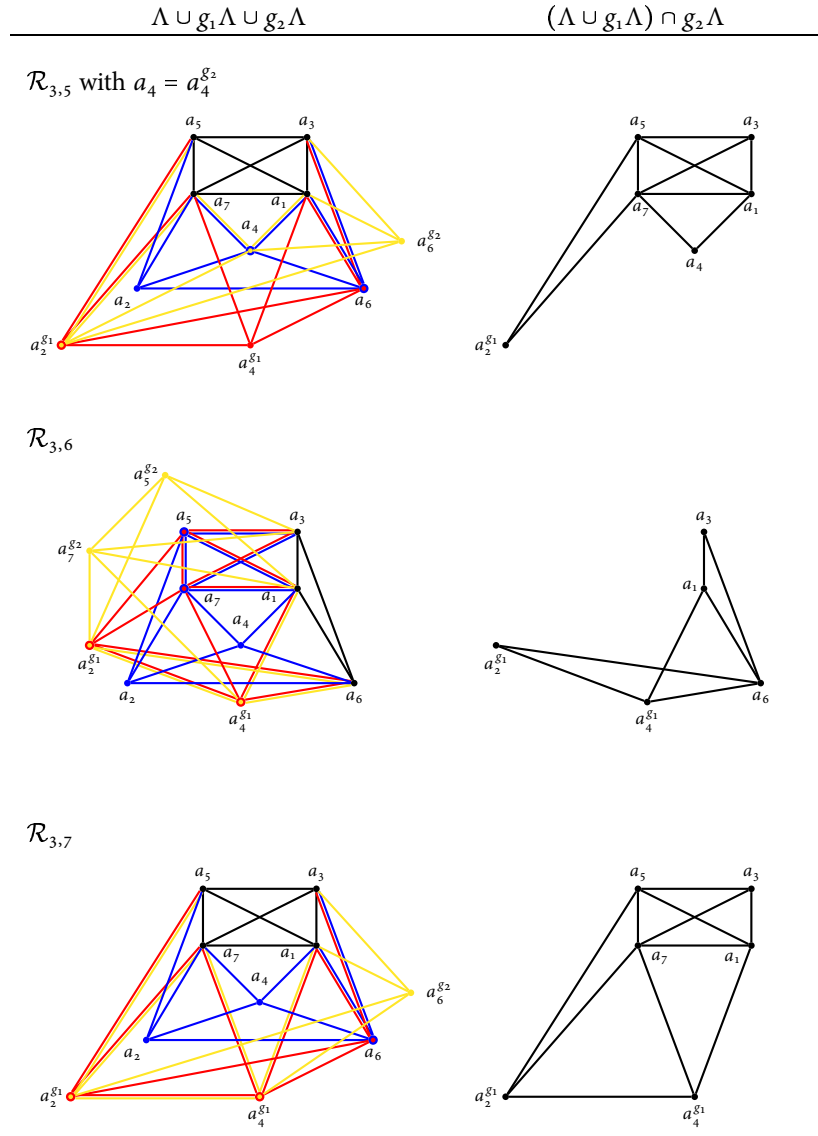 Λ ∪ g₁Λ ∪ g₂Λ (Λ ∪ g₁Λ) ∩ g₂Λ
ℛ₃,₅ with a₄ = a₄^{g₂}
a₅ a₃ a₅ a₃
a₇ a₁ a₇ a₁
a₄
a₆^{g₂}
a₄
a₂ a₆
a₂^{g₁} a₄^{g₁} a₂^{g₁}
ℛ₃,₆
a₅^{g₂}
a₅ a₃ a₃
a₇^{g₂}
a₇ a₁ a₁
a₄
a₂^{g₁} a₂^{g₁}
a₂ a₆ a₆
a₄^{g₁} a₄^{g₁}
ℛ₃,₇
a₅ a₃ a₅ a₃
a₇ a₁ a₇ a₁
a₄
a₆^{g₂}
a₂ a₆
a₂^{g₁} a₄^{g₁} a₂^{g₁} a₄^{g₁}